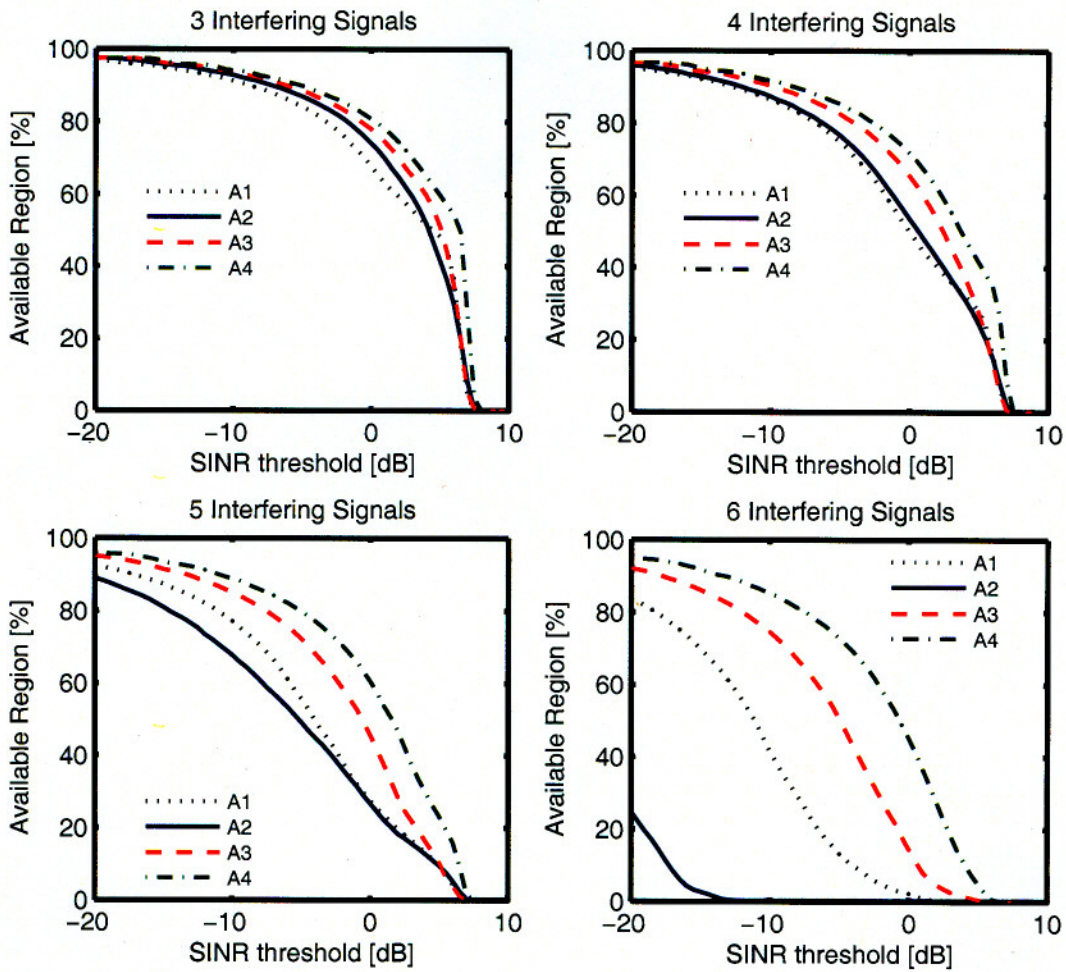 3 Interfering Signals
100
80
60
40
20
0
Available Region [%]
A1
A2
A3
A4
−20
−10
0
10
SINR threshold [dB]
4 Interfering Signals
100
80
60
40
20
0
Available Region [%]
A1
A2
A3
A4
−20
−10
0
10
SINR threshold [dB]
5 Interfering Signals
100
80
60
40
20
0
Available Region [%]
A1
A2
A3
A4
−20
−10
0
10
SINR threshold [dB]
6 Interfering Signals
100
80
60
40
20
0
Available Region [%]
A1
A2
A3
A4
−20
−10
0
10
SINR threshold [dB]